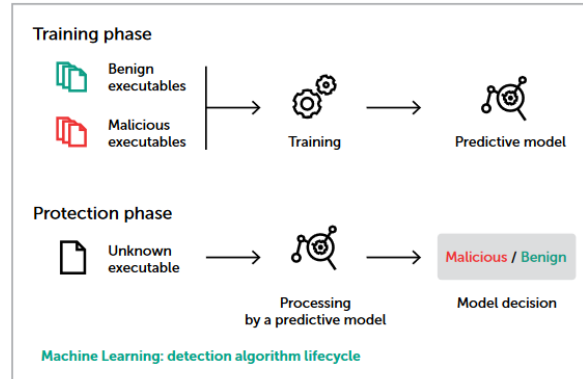 Training phase
Benign
executables
Malicious
executables
Training
Predictive model
Protection phase
Unknown
executable
Processing
by a predictive model
Malicious / Benign
Model decision
Machine Learning: detection algorithm lifecycle